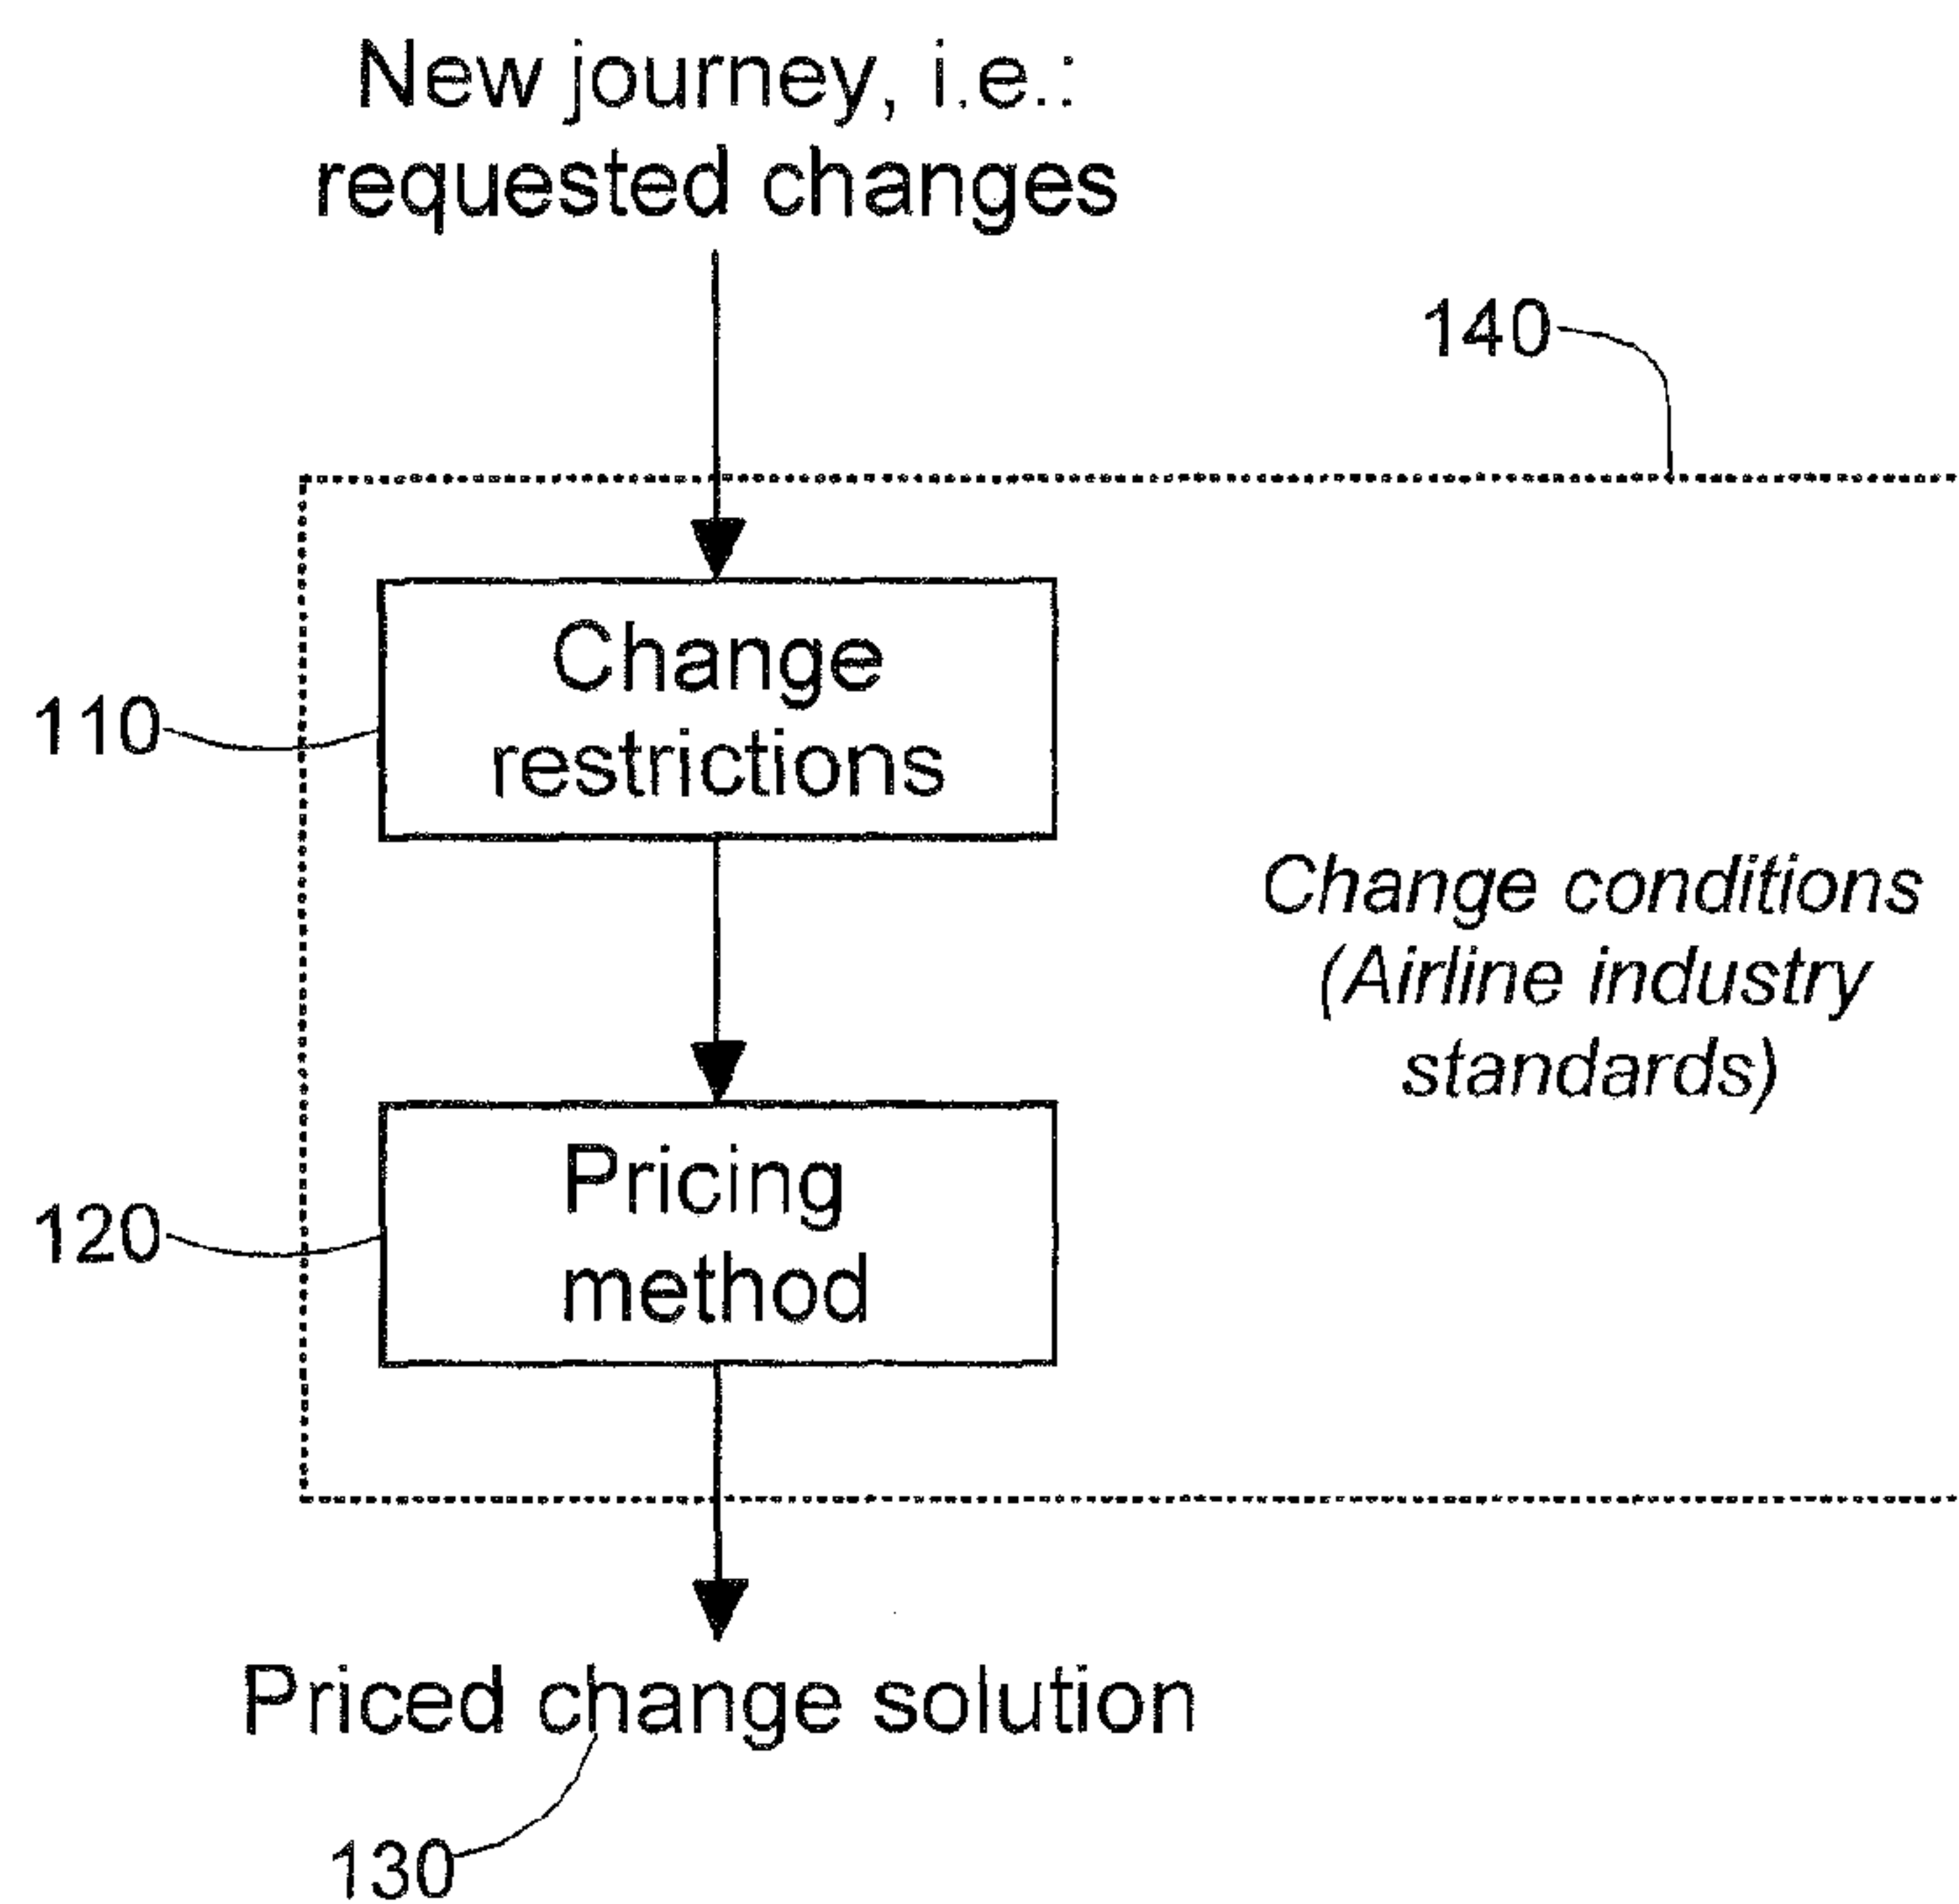 New journey, i.e.:
requested changes
140
Change
restrictions
110
Change conditions
(Airline industry
standards)
Pricing
method
120
Priced change solution
130